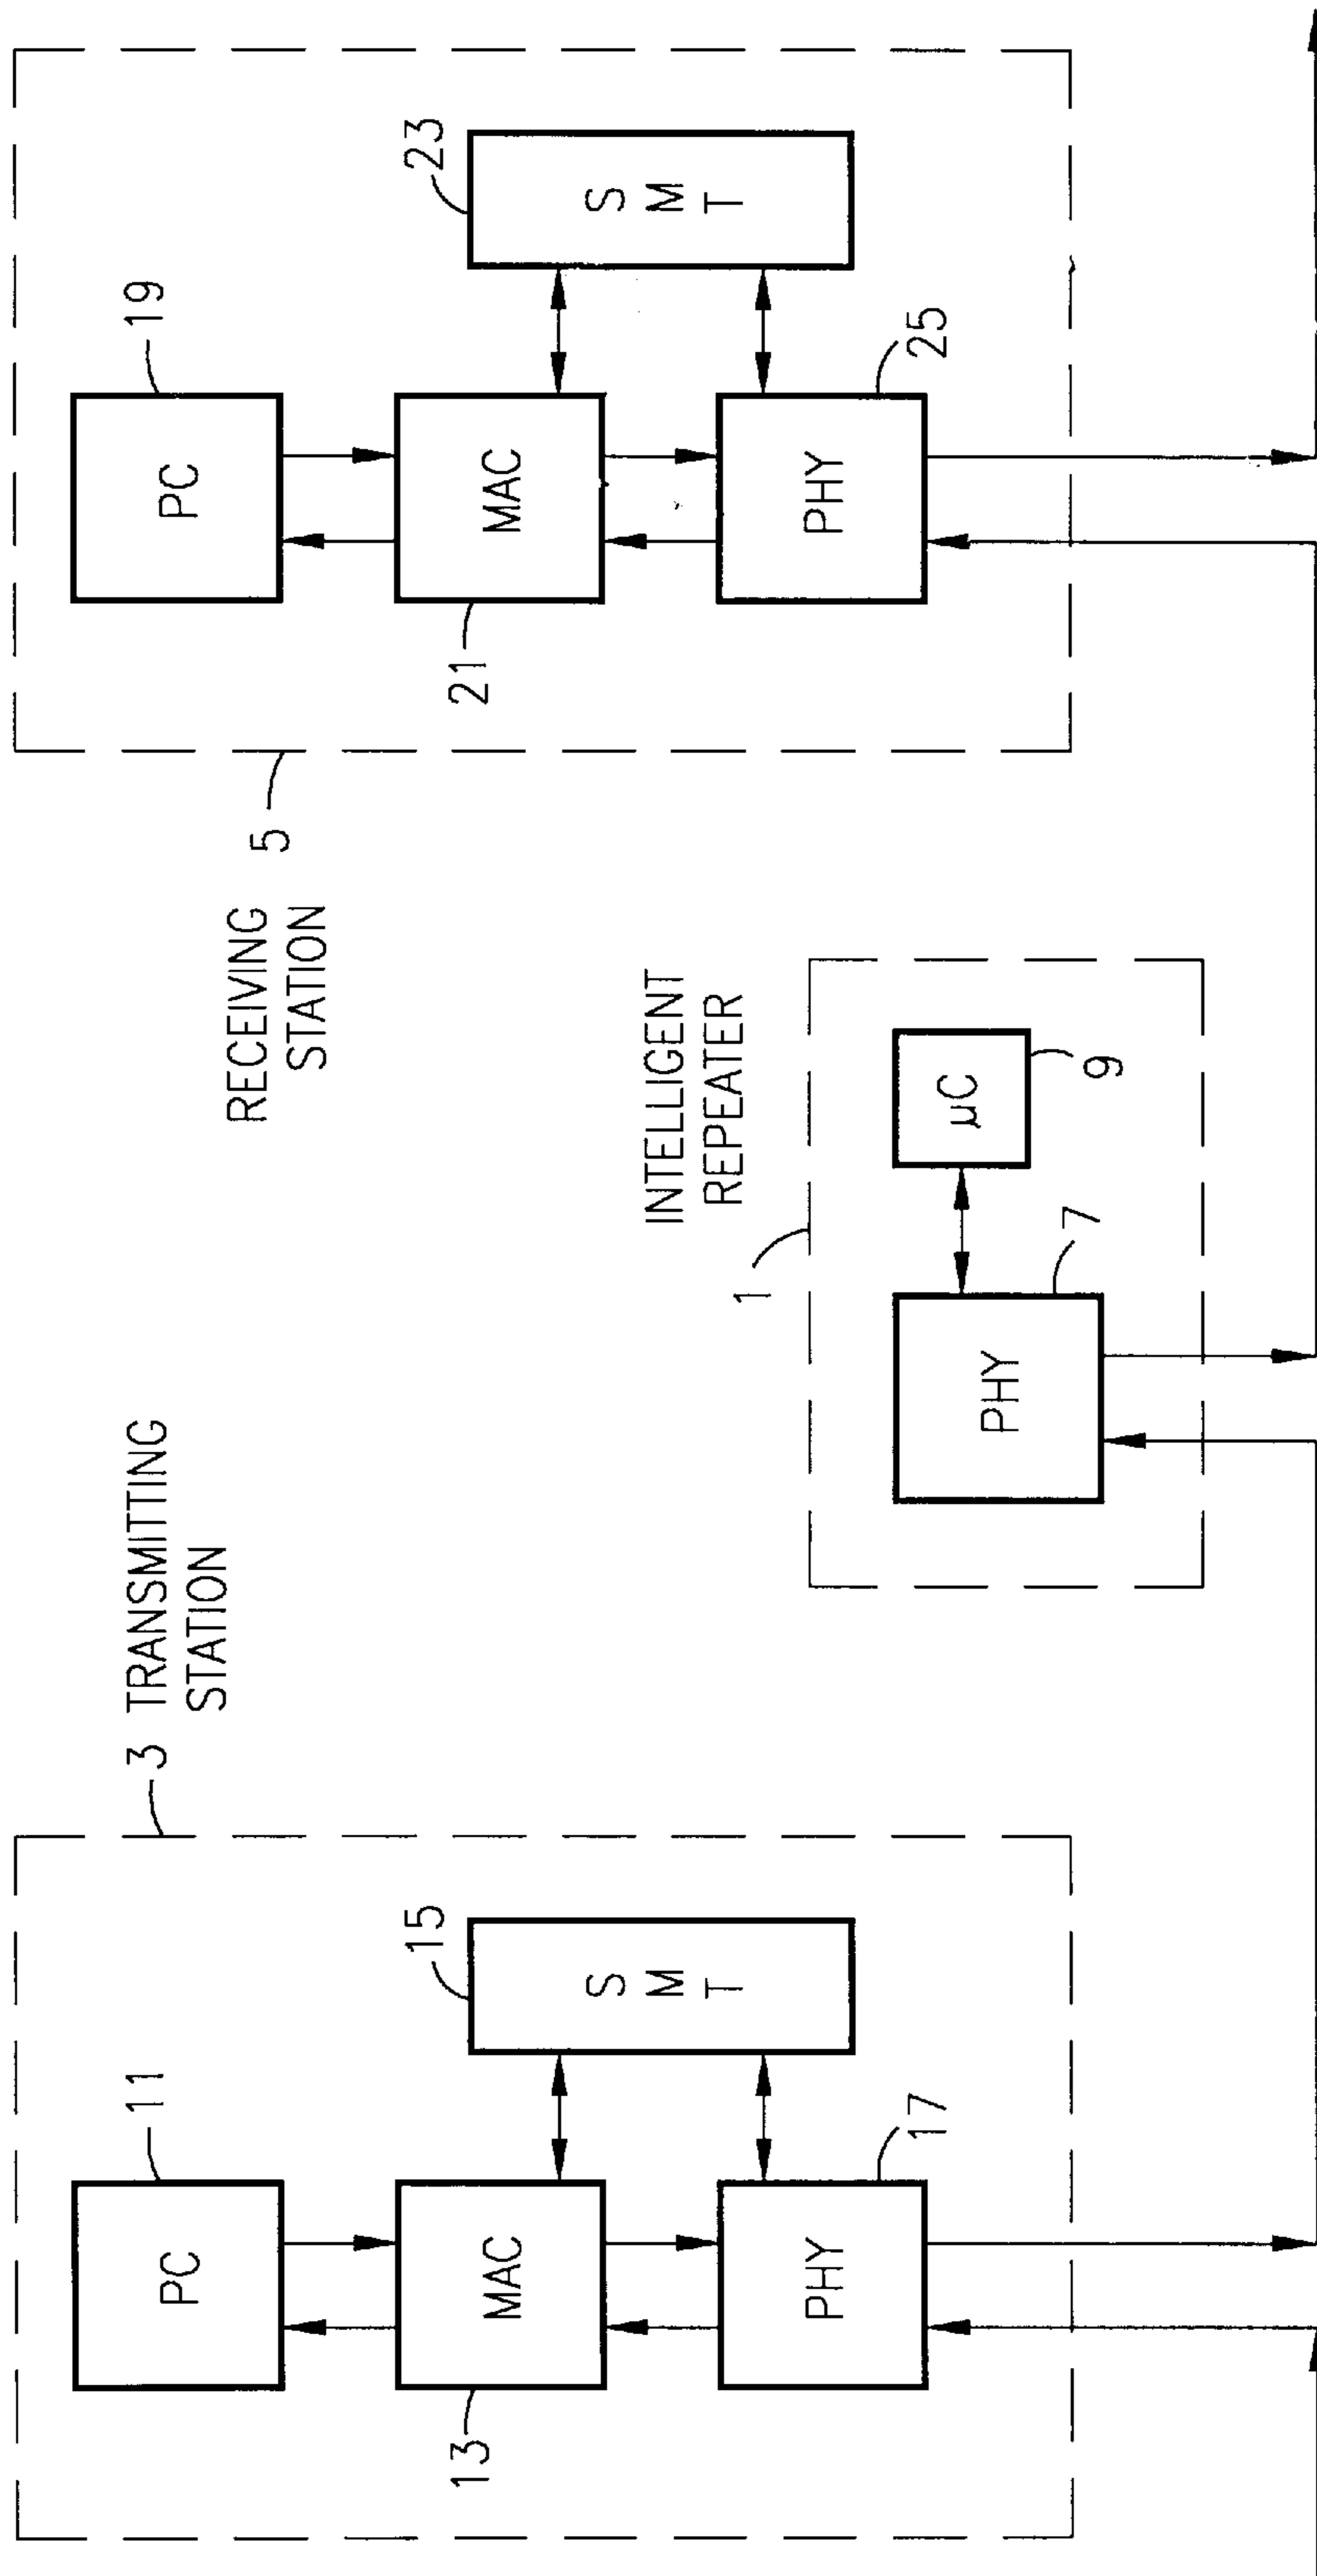 3 TRANSMITTING
STATION
PC
11
MAC
13
S
M
T
15
PHY
17
INTELLIGENT
REPEATER
1
PHY
7
µC
9
RECEIVING 5
STATION
PC
19
MAC
21
S
M
T
23
PHY
25